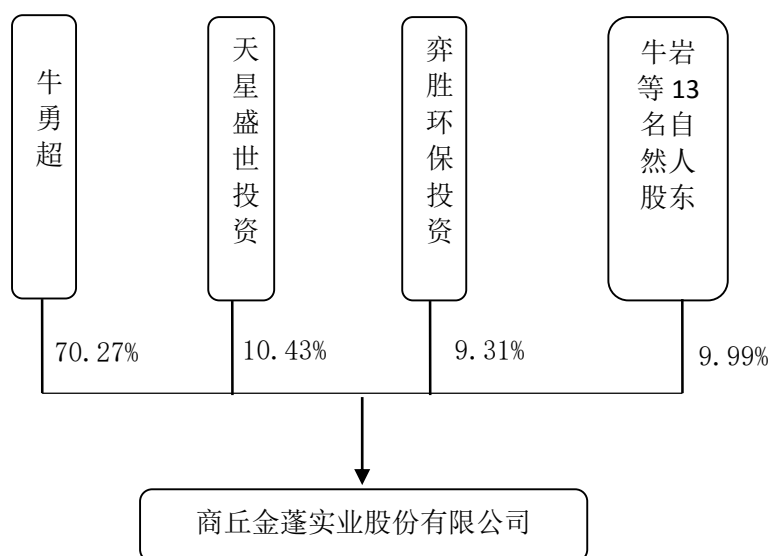 牛勇超
天星盛世投资
弈胜环保投资
牛岩
等 13
名自
然人
股东
70.27%
10.43%
9.31%
9.99%
商丘金蓬实业股份有限公司